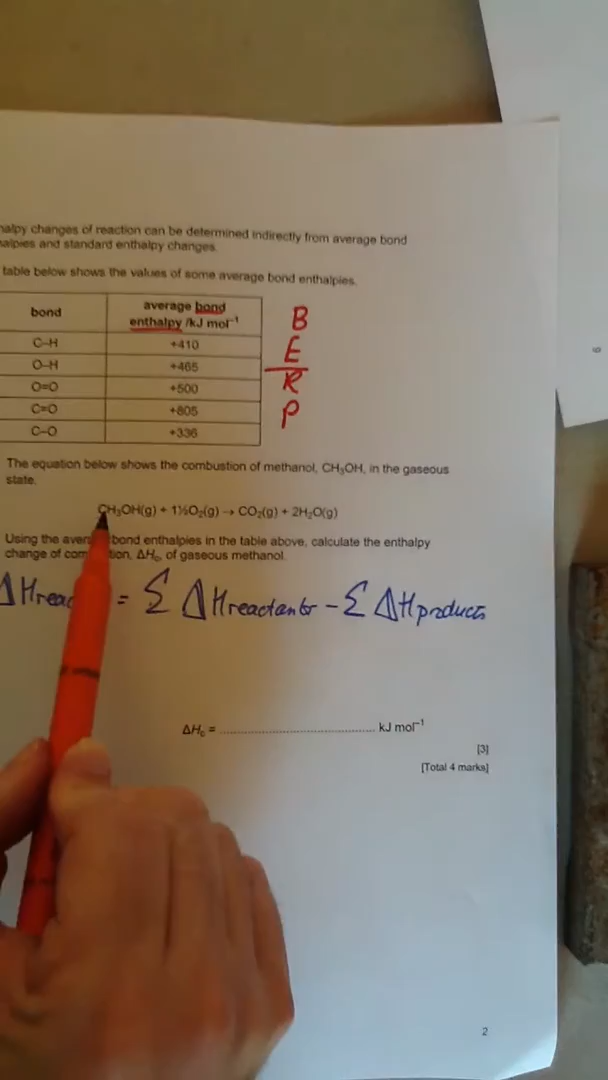 nalpy changes of reaction can be determined indirectly from average bond
halpies and standard enthalpy changes.
table below shows the values of some average bond enthalpies.
bond average bond
enthalpy /kJ mol⁻¹
C–H +410
O–H +465
O=O +500
C=O +805
C–O +336
B
E
R
P
The equation below shows the combustion of methanol, CH₃OH, in the gaseous
state.
CH₃OH(g) + 1½O₂(g) → CO₂(g) + 2H₂O(g)
Using the bond enthalpies in the table above, calculate the enthalpy
change of ΔHc, of gaseous methanol.
ΔHreac = Σ ΔHreactants – Σ ΔHproducts
ΔHc = .......................................... kJ mol⁻¹
[3]
[Total 4 marks]
2